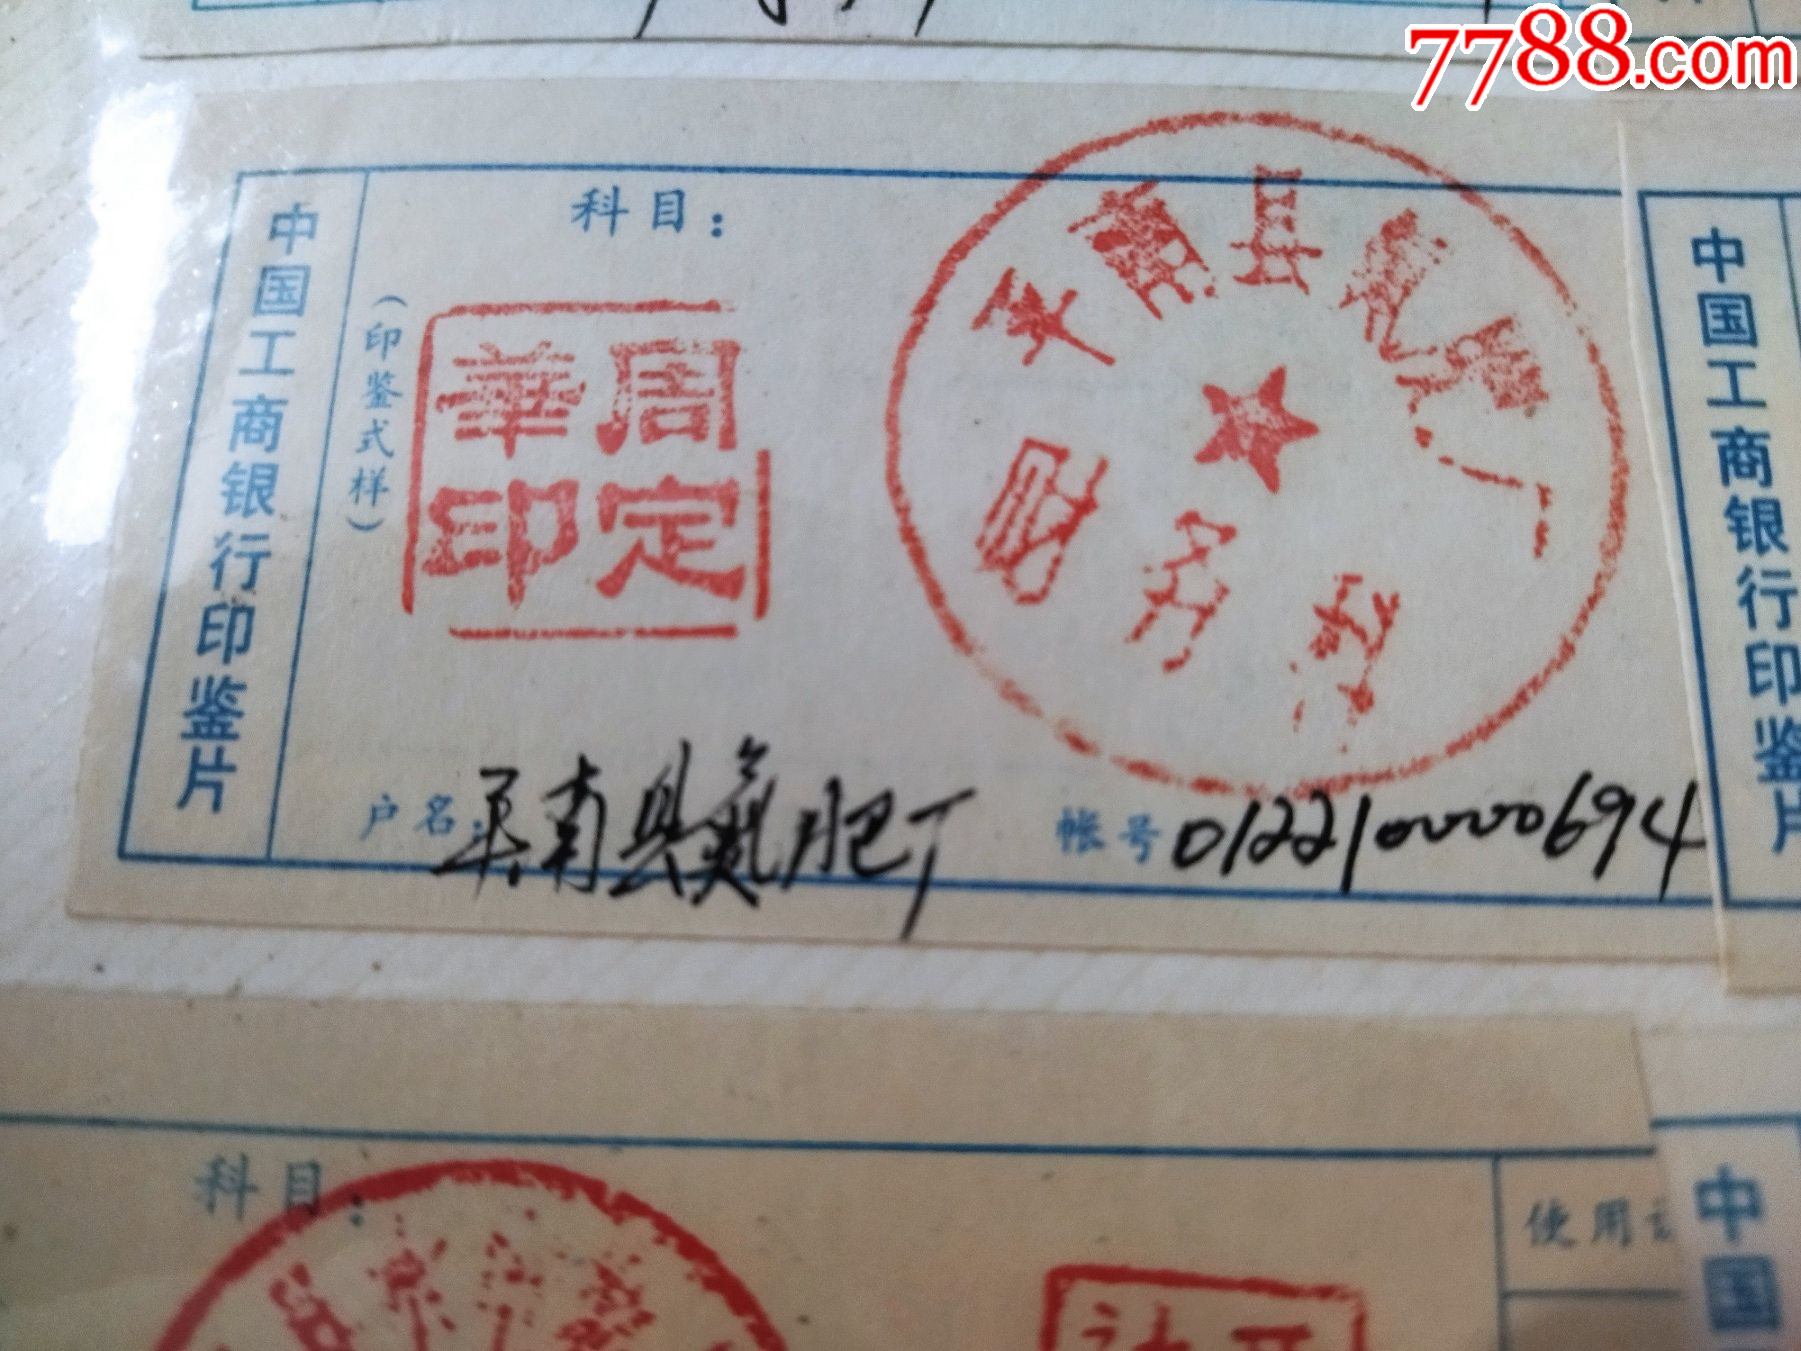 7788.com
中国工商银行印鉴片
科目：
（印鉴式样）
周定
華印
平南县氮肥厂
财务
户名：平南县氮肥厂
帐号 0122100000694
中国工商银行印鉴片
科目：
使用
中国